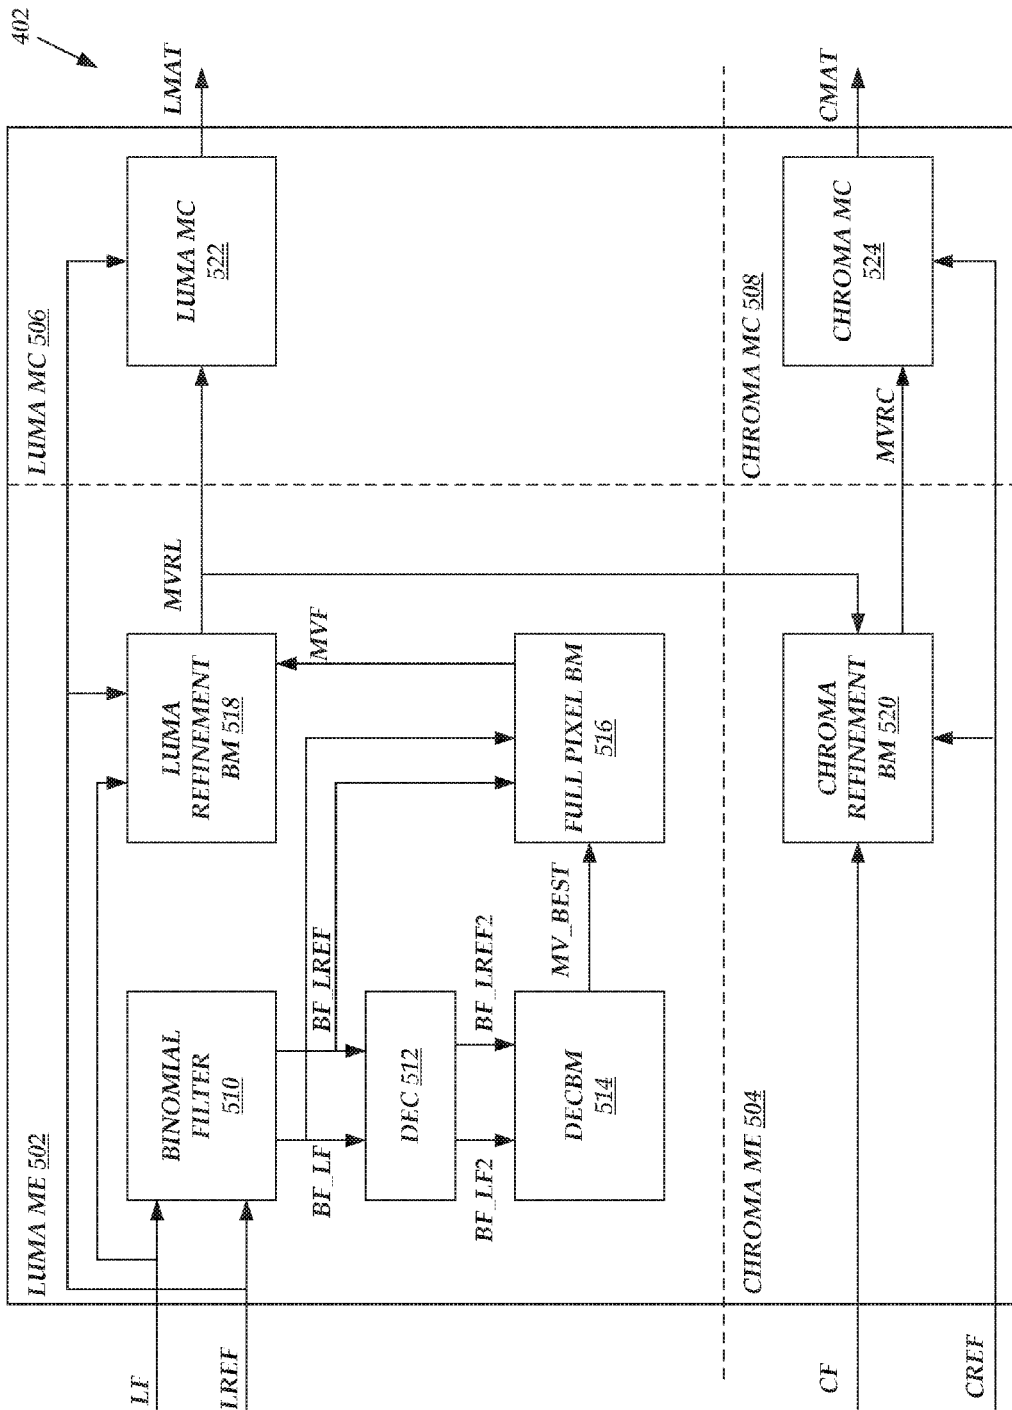 402
LF
LREF
CF
CREF
LUMA ME 502
BINOMIAL
FILTER
510
BF_LF
BF_LREF
DEC 512
BF_LF2
BF_LREF2
DECBM
514
MV_BEST
FULL PIXEL BM
516
MVF
LUMA
REFINEMENT
BM 518
MVRL
LUMA MC 506
LUMA MC
522
LMAT
CHROMA ME 504
CHROMA
REFINEMENT
BM 520
MVRC
CHROMA MC 508
CHROMA MC
524
CMAT